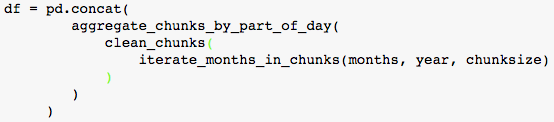 df = pd.concat(
        aggregate_chunks_by_part_of_day(
            clean_chunks(
                iterate_months_in_chunks(months, year, chunksize)
            )
        )
     )